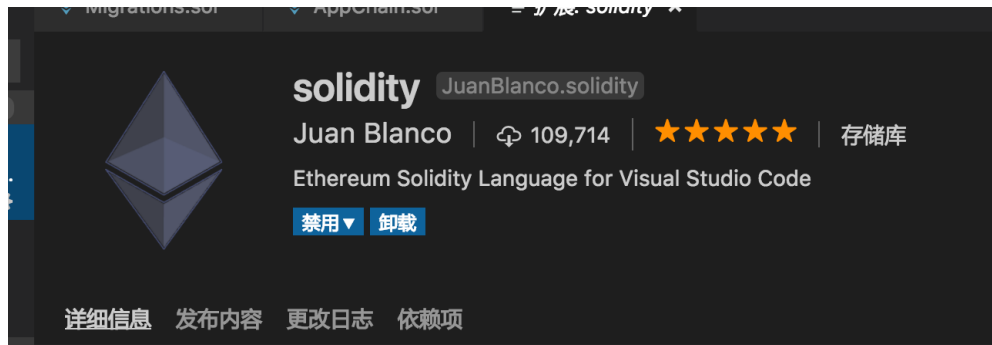 Migrations.sol AppChain.sol 扩展: solidity
solidity JuanBlanco.solidity
Juan Blanco 109,714 存储库
Ethereum Solidity Language for Visual Studio Code
禁用 卸载
详细信息 发布内容 更改日志 依赖项